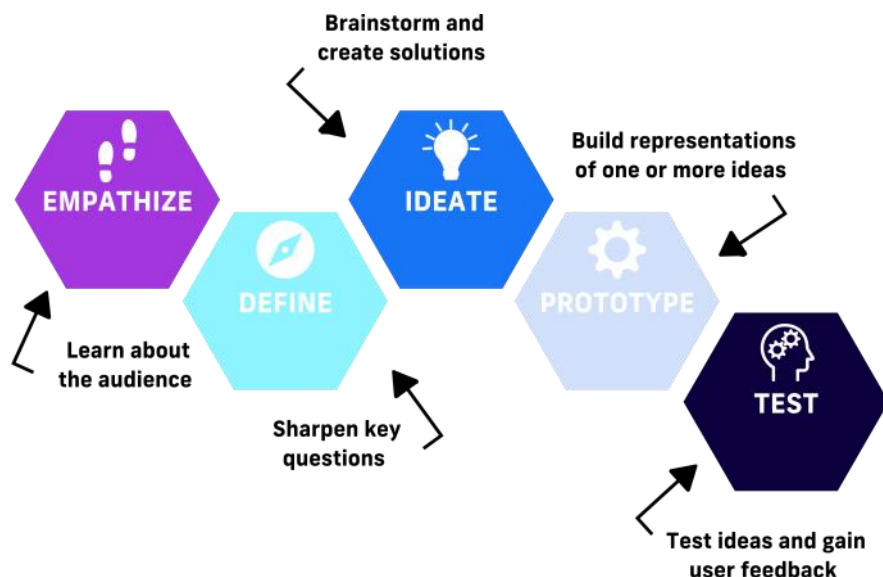 Brainstorm and
create solutions
EMPATHIZE
IDEATE
Build representations
of one or more ideas
DEFINE
PROTOTYPE
Learn about
the audience
TEST
Sharpen key
questions
Test ideas and gain
user feedback